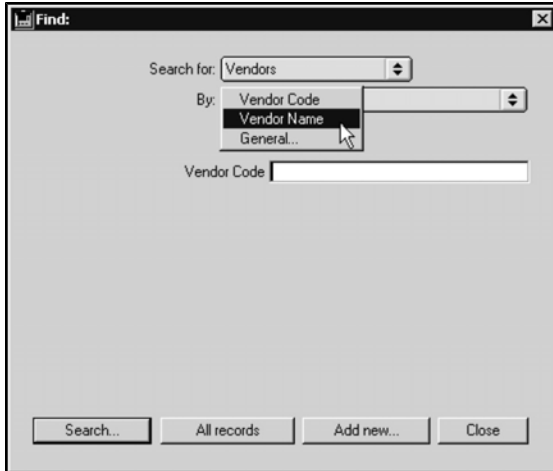 Find:
Search for: Vendors
By: Vendor Code
Vendor Name
General...
Vendor Code
Search... All records Add new... Close